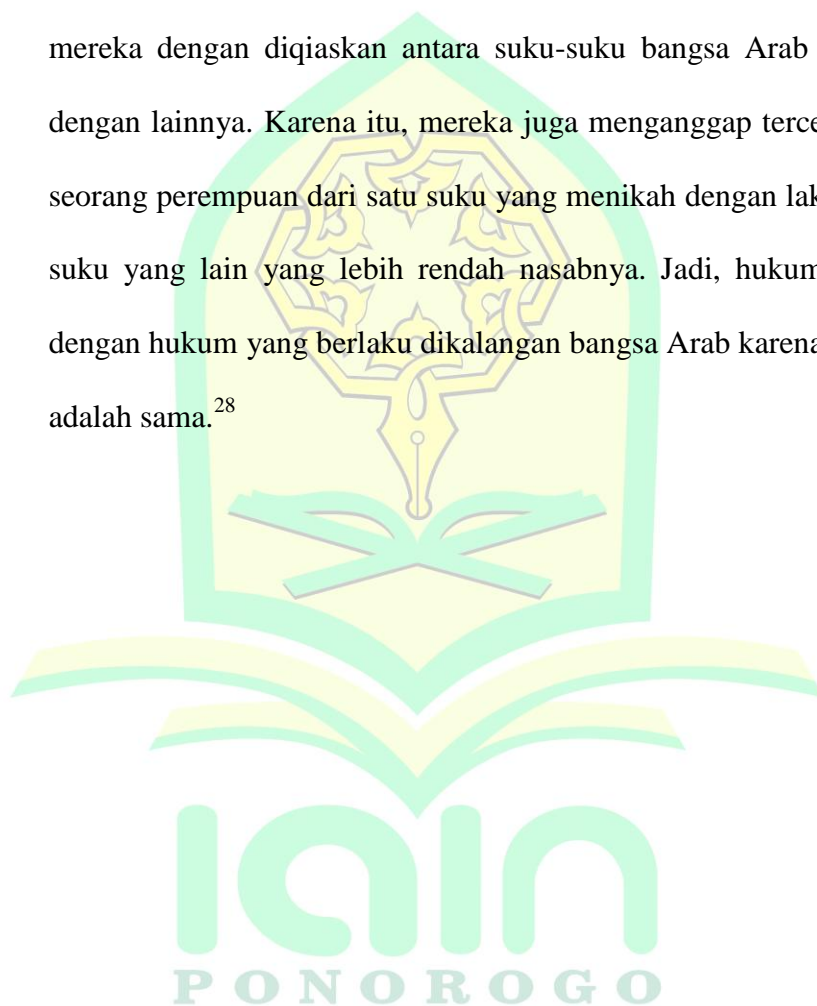 mereka dengan diqiaskan antara suku-suku bangsa Arab
dengan lainnya. Karena itu, mereka juga menganggap terce
seorang perempuan dari satu suku yang menikah dengan lak
suku yang lain yang lebih rendah nasabnya. Jadi, hukum
dengan hukum yang berlaku dikalangan bangsa Arab karena
adalah sama.28
iain
PONOROGO